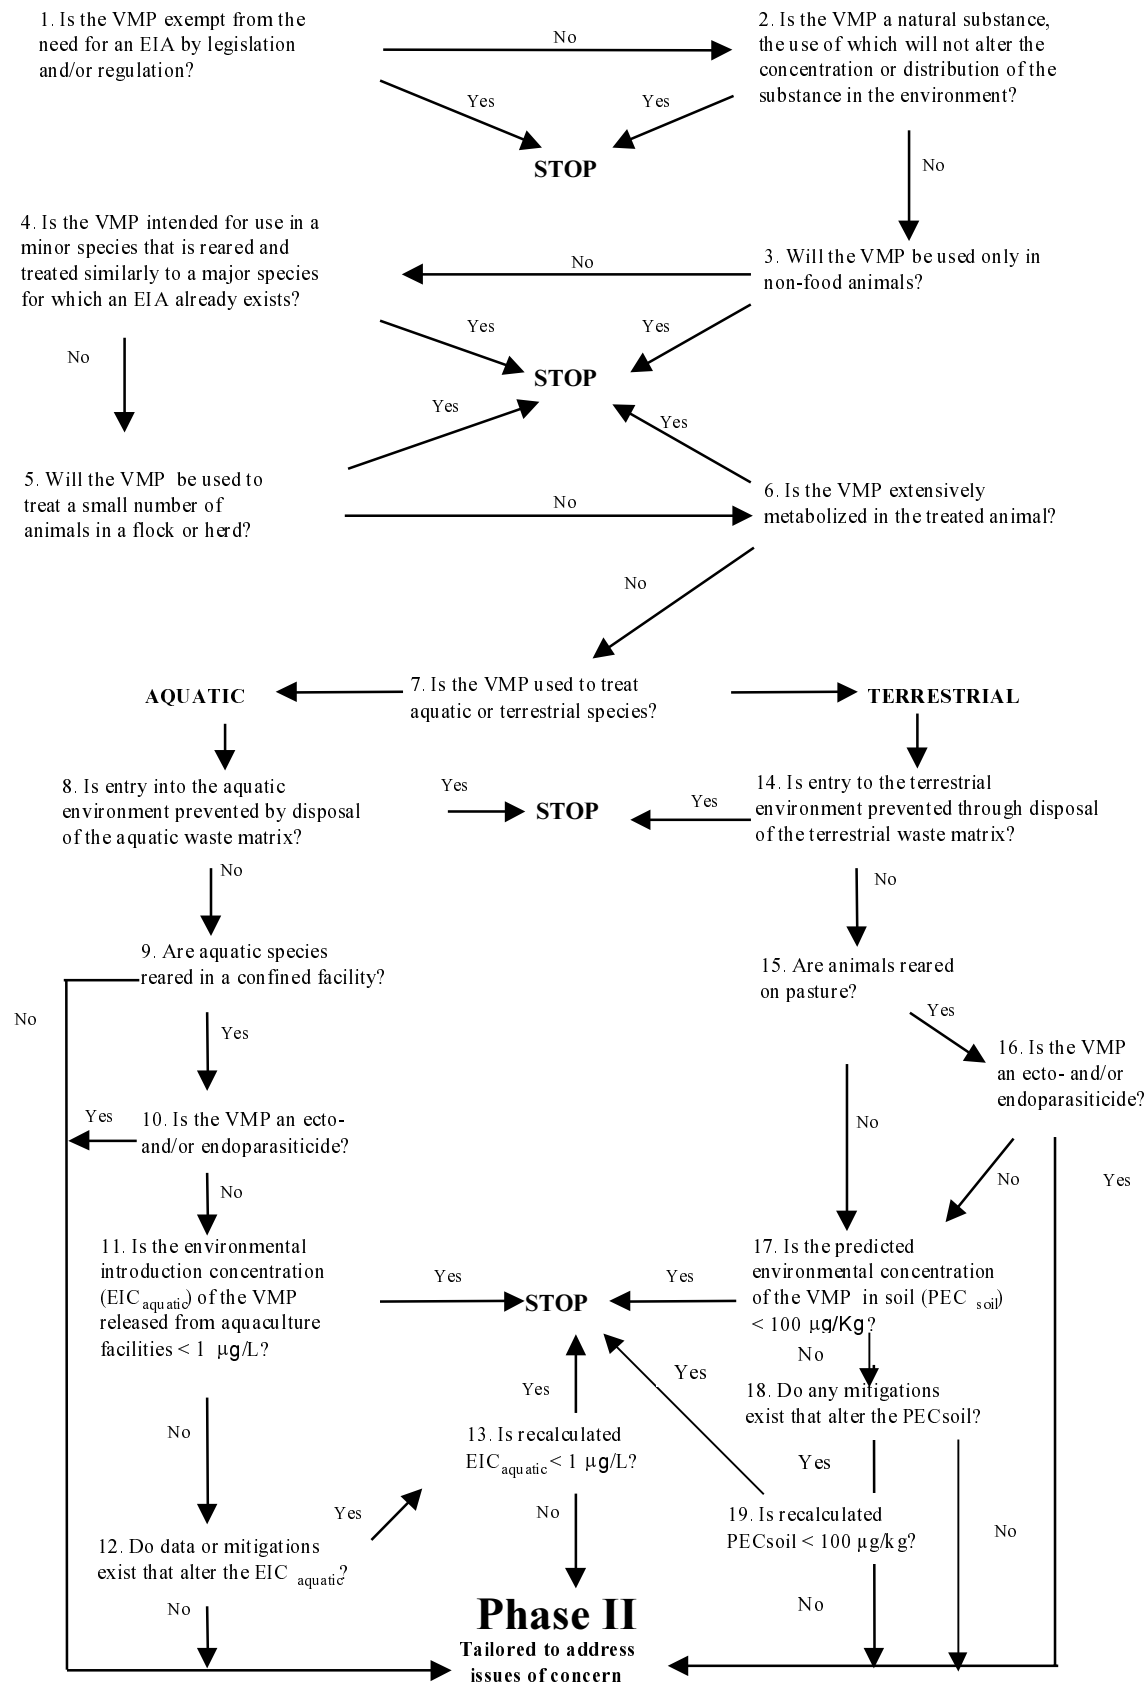 1. Is the VMP exempt from the
need for an EIA by legislation
and/or regulation?
No
Yes
2. Is the VMP a natural substance,
the use of which will not alter the
concentration or distribution of the
substance in the environment?
Yes
STOP
No
3. Will the VMP be used only in
non-food animals?
No
Yes
4. Is the VMP intended for use in a
minor species that is reared and
treated similarly to a major species
for which an EIA already exists?
Yes
STOP
No
5. Will the VMP be used to
treat a small number of
animals in a flock or herd?
Yes
No
6. Is the VMP extensively
metabolized in the treated animal?
Yes
No
7. Is the VMP used to treat
aquatic or terrestrial species?
AQUATIC
TERRESTRIAL
8. Is entry into the aquatic
environment prevented by disposal
of the aquatic waste matrix?
Yes
STOP
Yes
14. Is entry to the terrestrial
environment prevented through disposal
of the terrestrial waste matrix?
No
No
9. Are aquatic species
reared in a confined facility?
No
Yes
15. Are animals reared
on pasture?
Yes
No
16. Is the VMP
an ecto- and/or
endoparasiticide?
No
Yes
10. Is the VMP an ecto-
and/or endoparasiticide?
Yes
No
11. Is the environmental
introduction concentration
(EICaquatic) of the VMP
released from aquaculture
facilities < 1 µg/L?
Yes
STOP
Yes
17. Is the predicted
environmental concentration
of the VMP in soil (PEC soil)
< 100 µg/Kg?
No
No
18. Do any mitigations
exist that alter the PECsoil?
Yes
No
13. Is recalculated
EICaquatic < 1 µg/L?
Yes
No
12. Do data or mitigations
exist that alter the EIC aquatic?
Yes
No
19. Is recalculated
PECsoil < 100 µg/kg?
Yes
No
Phase II
Tailored to address
issues of concern